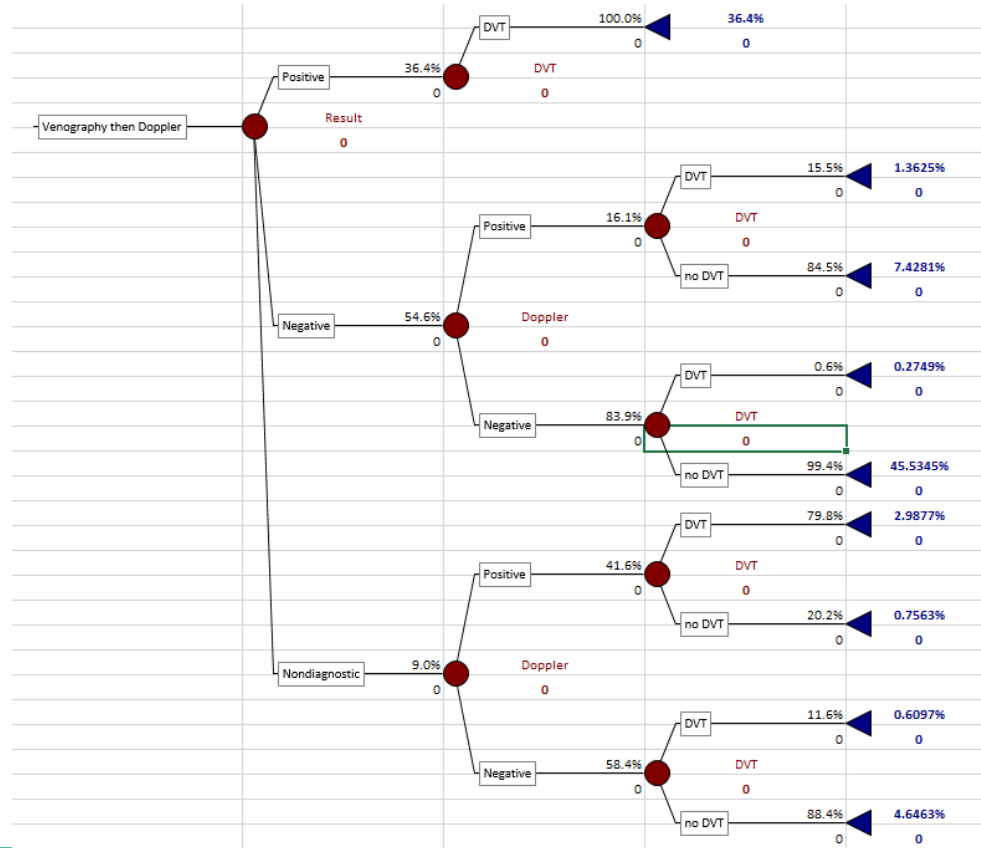 DVT 100.0% 36.4%
0 0
Positive 36.4% DVT
0 0
Venography then Doppler Result
0
DVT 15.5% 1.3625%
0 0
Positive 16.1% DVT
0 0
no DVT 84.5% 7.4281%
0 0
Negative 54.6% Doppler
0 0
DVT 0.6% 0.2749%
0 0
Negative 83.9% DVT
0 0
no DVT 99.4% 45.5345%
0 0
DVT 79.8% 2.9877%
0 0
Positive 41.6% DVT
0 0
no DVT 20.2% 0.7563%
0 0
Nondiagnostic 9.0% Doppler
0 0
DVT 11.6% 0.6097%
0 0
Negative 58.4% DVT
0 0
no DVT 88.4% 4.6463%
0 0